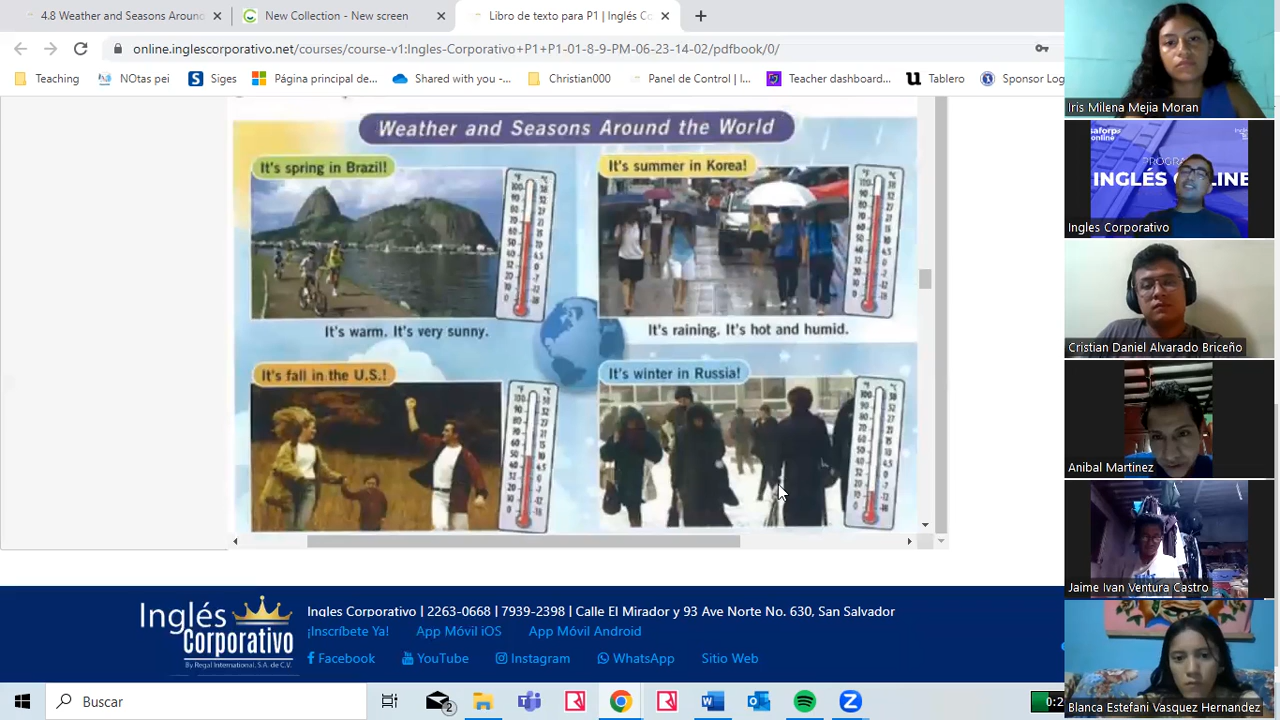 4.8 Weather and Seasons Around
New Collection - New screen
Libro de texto para P1 | Inglés Co
online.inglescorporativo.net/courses/course-v1:Ingles-Corporativo+P1+P1-01-8-9-PM-06-23-14-02/pdfbook/0/
Teaching
NOtas pei
Siges
Página principal de...
Shared with you -...
Christian000
Panel de Control | I...
Teacher dashboard...
Tablero
Sponsor Log
Weather and Seasons Around the World
It's spring in Brazil!
It's summer in Korea!
It's warm. It's very sunny.
It's raining. It's hot and humid.
It's fall in the U.S.!
It's winter in Russia!
Inglés
Corporativo
By Regal International, S.A. de C.V.
Ingles Corporativo | 2263-0668 | 7939-2398 | Calle El Mirador y 93 Ave Norte No. 630, San Salvador
¡Inscríbete Ya!
App Móvil iOS
App Móvil Android
Facebook
YouTube
Instagram
WhatsApp
Sitio Web
Buscar
Iris Milena Mejia Moran
saforp
online
PROGRA
INGLÉS ONLINE
Ingles Corporativo
Cristian Daniel Alvarado Briceño
Anibal Martinez
Jaime Ivan Ventura Castro
Blanca Estefani Vasquez Hernandez